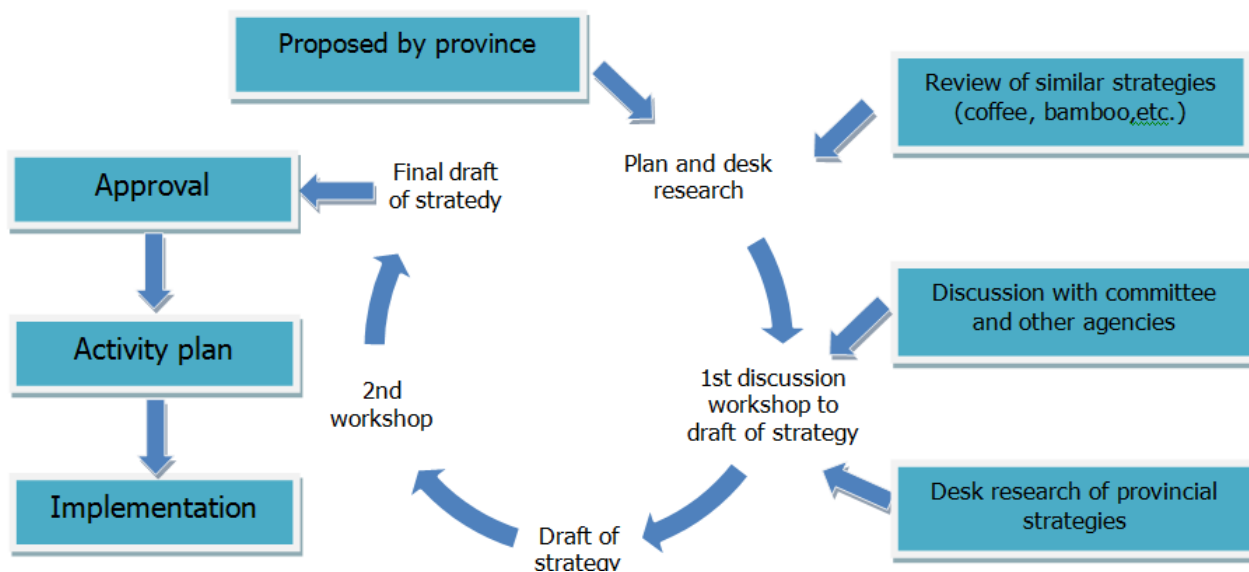 Proposed by province
Review of similar strategies
(coffee, bamboo,etc.)
Plan and desk
research
Final draft
of stratedy
Approval
Discussion with committee
and other agencies
Activity plan
1st discussion
workshop to
draft of strategy
2nd
workshop
Desk research of provincial
strategies
Implementation
Draft of
strategy